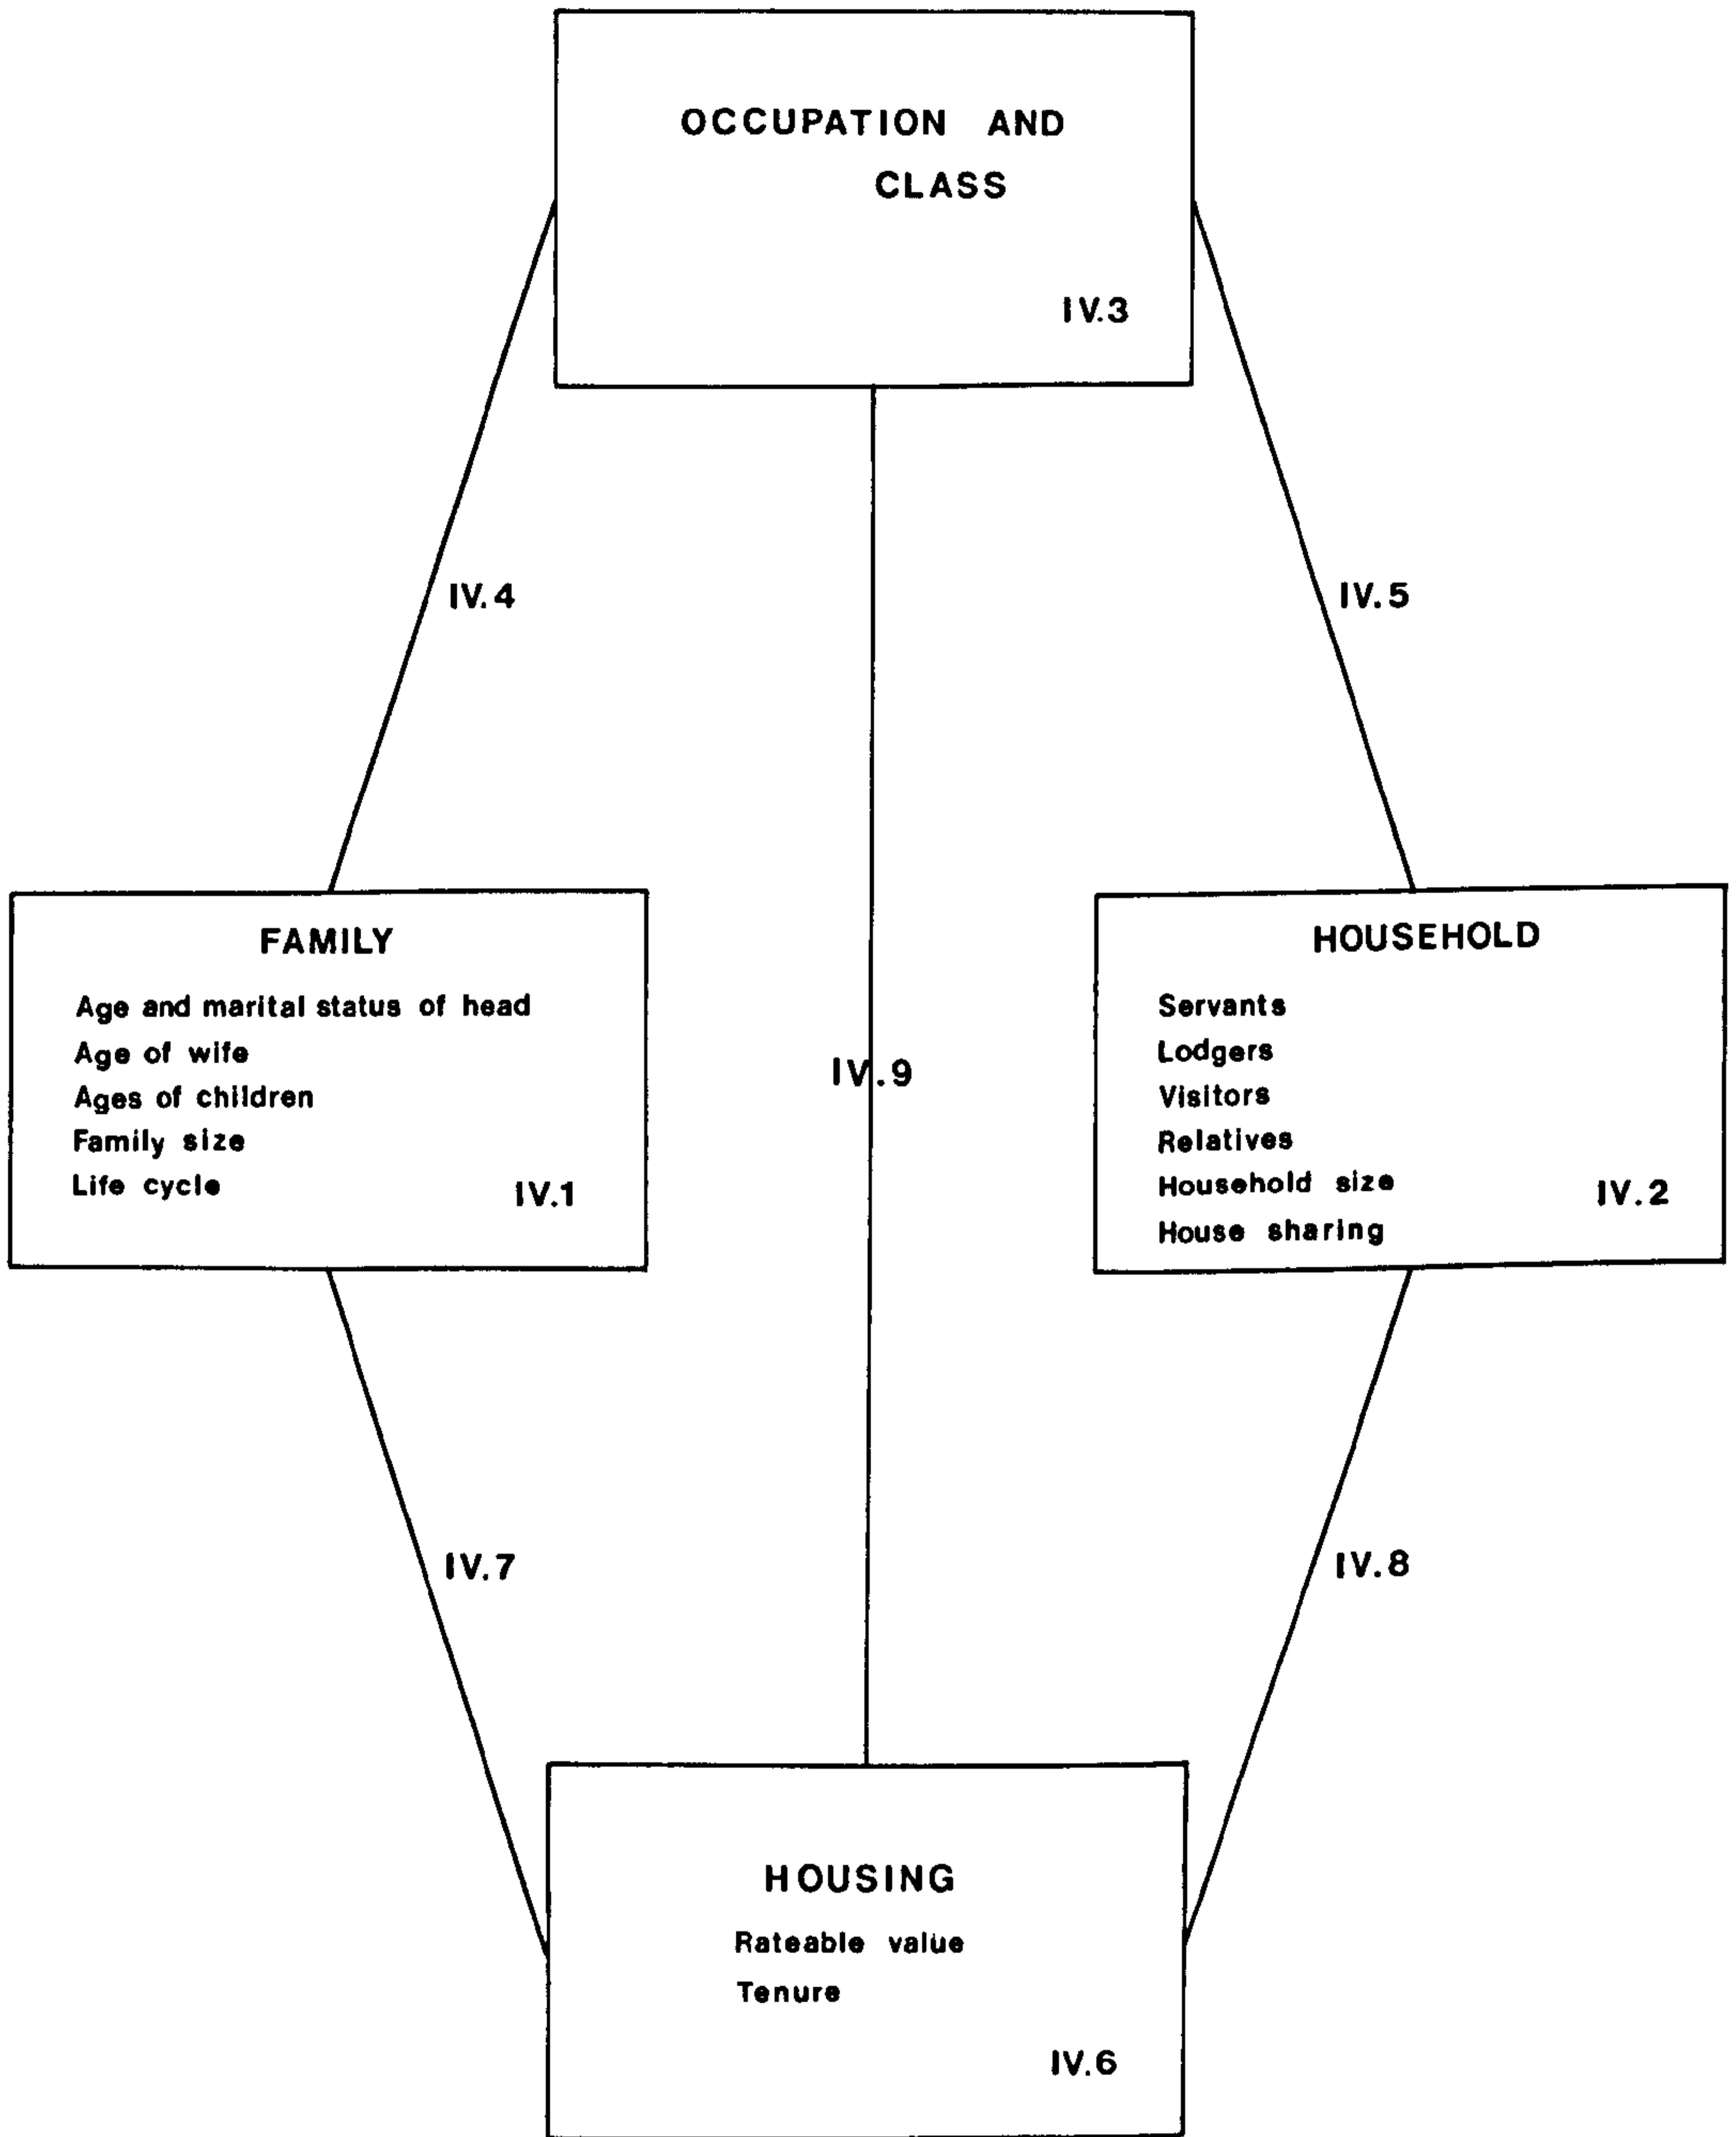 OCCUPATION AND
CLASS
IV.3
IV.4
IV.5
FAMILY
Age and marital status of head
Age of wife
Ages of children
Family size
Life cycle
IV.1
IV.9
HOUSEHOLD
Servants
Lodgers
Visitors
Relatives
Household size
IV.2
House sharing
IV.7
IV.8
HOUSING
Rateable value
Tenure
IV.6